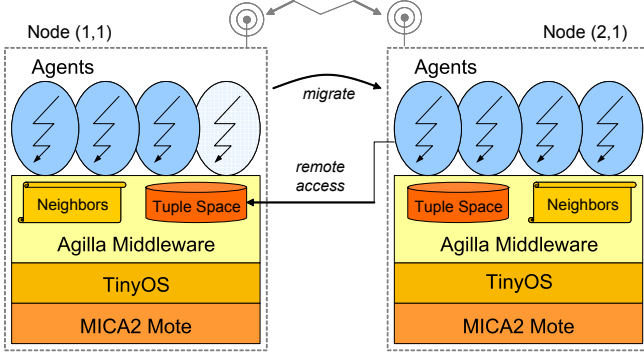 Node (1,1)
Node (2,1)
Agents
Agents
migrate
remote
access
Neighbors
Tuple Space
Tuple Space
Neighbors
Agilla Middleware
Agilla Middleware
TinyOS
TinyOS
MICA2 Mote
MICA2 Mote